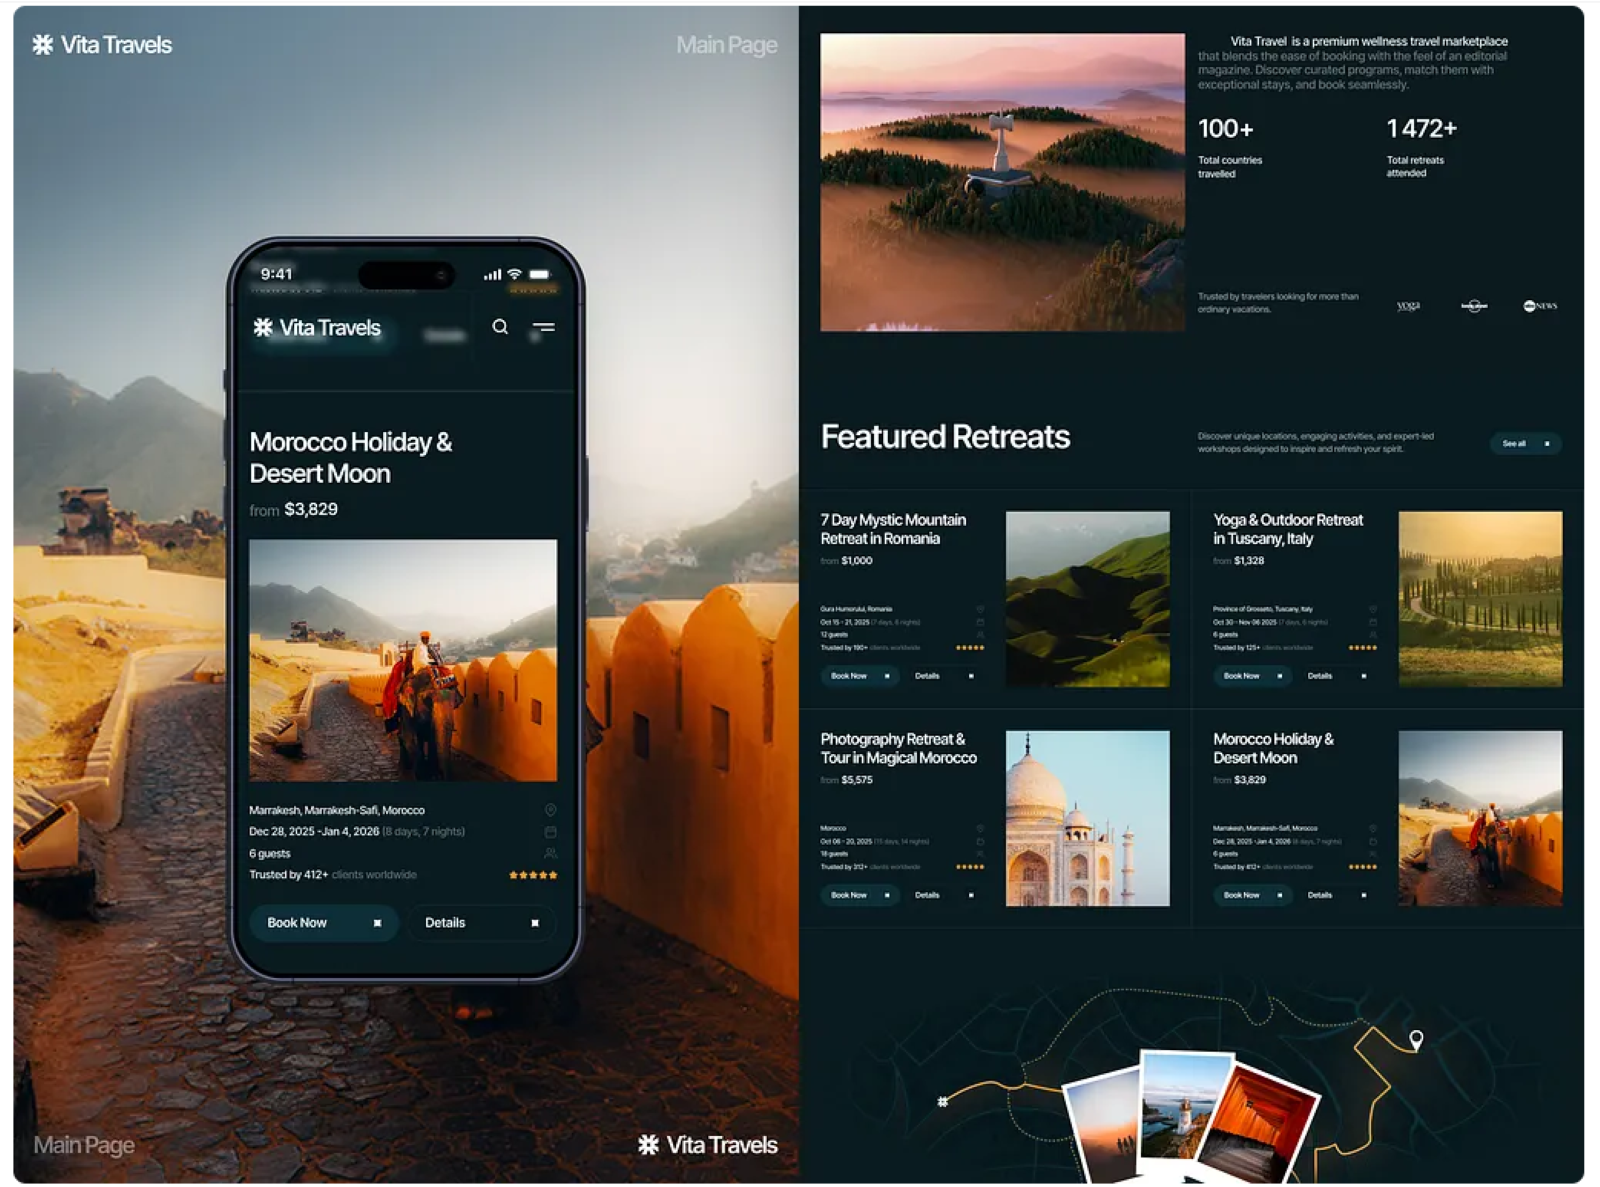 Vita Travels
Main Page
9:41
Vita Travels
Morocco Holiday &
Desert Moon
from $3,829
Marrakesh, Marrakesh-Safi, Morocco
Dec 28, 2025 -Jan 4, 2026 (8 days, 7 nights)
6 guests
Trusted by 412+ clients worldwide
Book Now
Details
Main Page
Vita Travels
Vita Travel is a premium wellness travel marketplace
that blends the ease of booking with the feel of an editorial
magazine. Discover curated programs, match them with
exceptional stays, and book seamlessly.
100+
1 472+
Total countries
travelled
Total retreats
attended
Trusted by travelers looking for more than
ordinary vacations.
yoga
NEWS
Featured Retreats
Discover unique locations, engaging activities, and expert-led
workshops designed to inspire and refresh your spirit.
See all
7 Day Mystic Mountain
Retreat in Romania
from $1,000
Gura Humorului, Romania
Oct 15 - 21, 2025 (7 days, 6 nights)
12 guests
Trusted by 190+ clients worldwide
Book Now
Details
Yoga & Outdoor Retreat
in Tuscany, Italy
from $1,328
Province of Grosseto, Tuscany, Italy
Oct 30 - Nov 06 2025 (7 days, 6 nights)
6 guests
Trusted by 125+ clients worldwide
Book Now
Details
Photography Retreat &
Tour in Magical Morocco
from $5,575
Morocco
Oct 06 - 20, 2025 (15 days, 14 nights)
18 guests
Trusted by 312+ clients worldwide
Book Now
Details
Morocco Holiday &
Desert Moon
from $3,829
Marrakesh, Marrakesh-Safi, Morocco
Dec 28, 2025 -Jan 4, 2026 (8 days, 7 nights)
6 guests
Trusted by 412+ clients worldwide
Book Now
Details